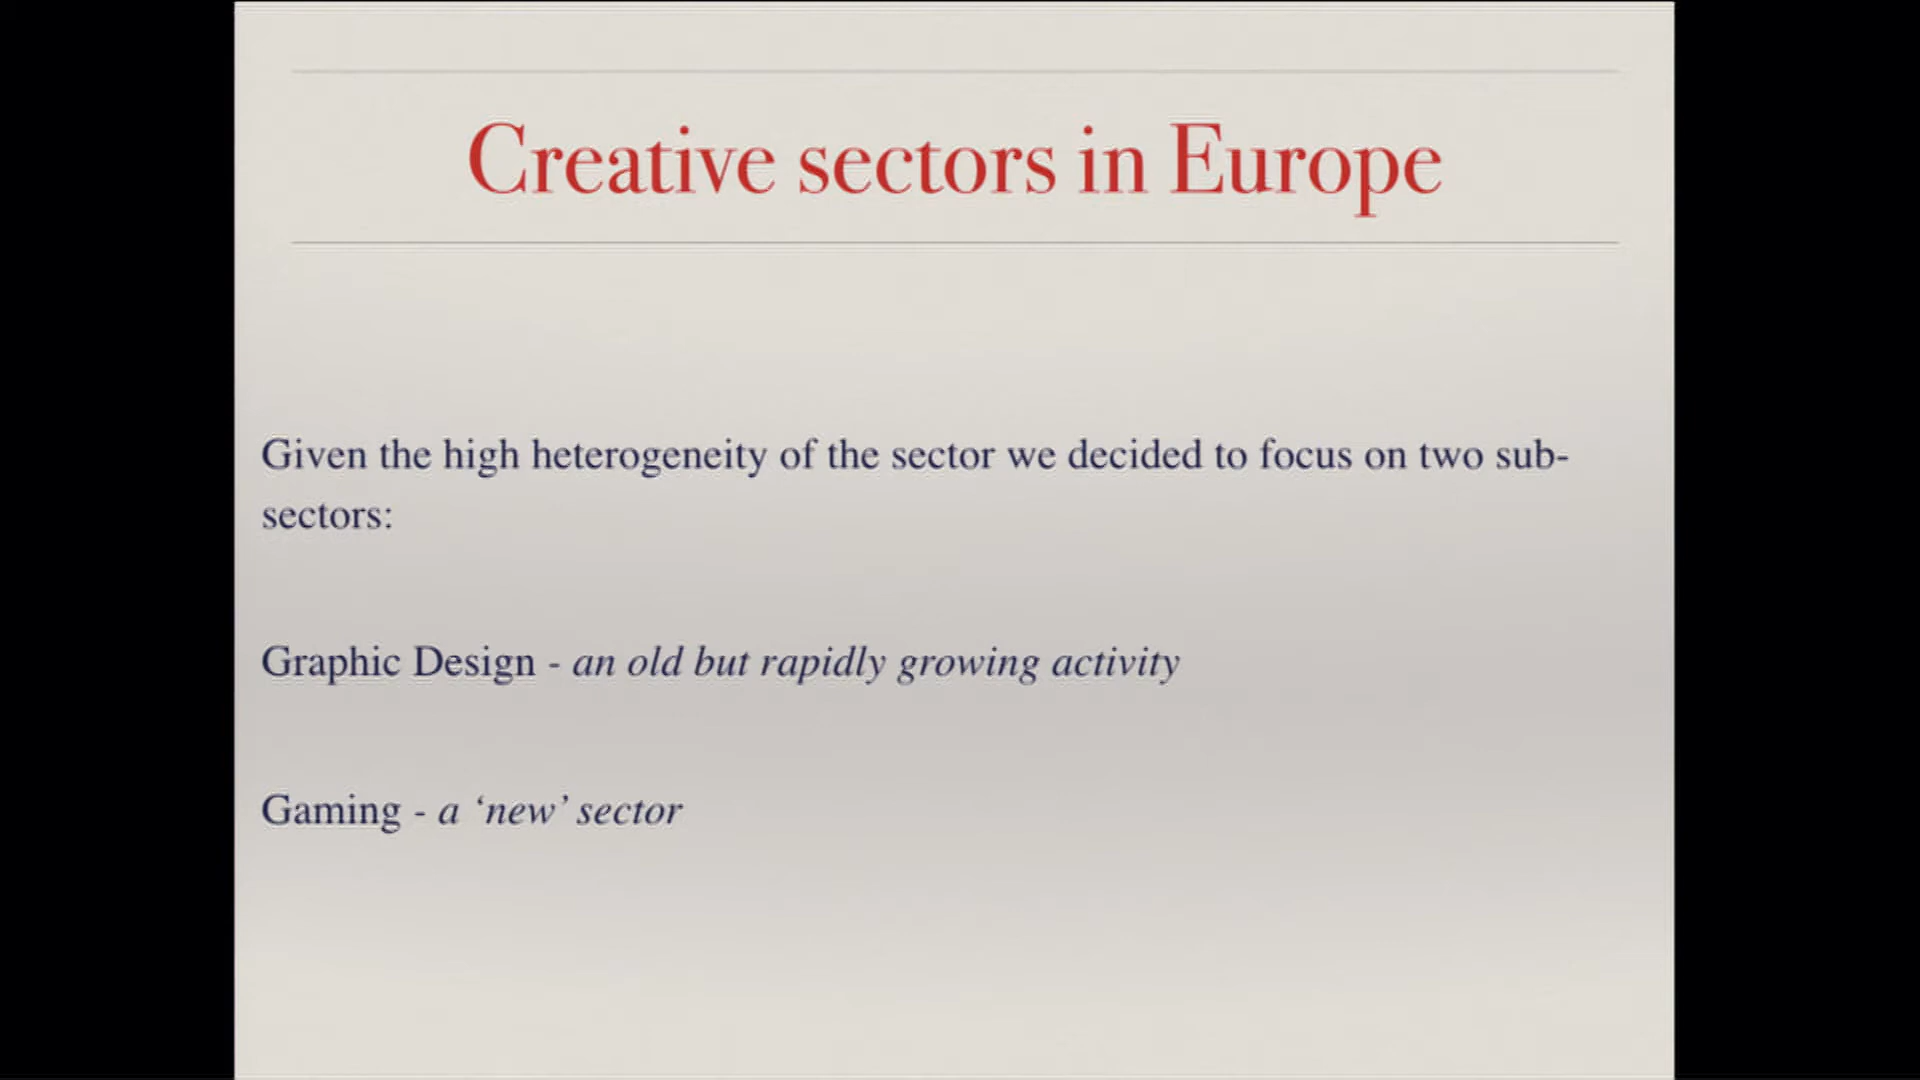 Creative sectors in Europe
Given the high heterogeneity of the sector we decided to focus on two sub-
sectors:
Graphic Design - an old but rapidly growing activity
Gaming - a ‘new’ sector